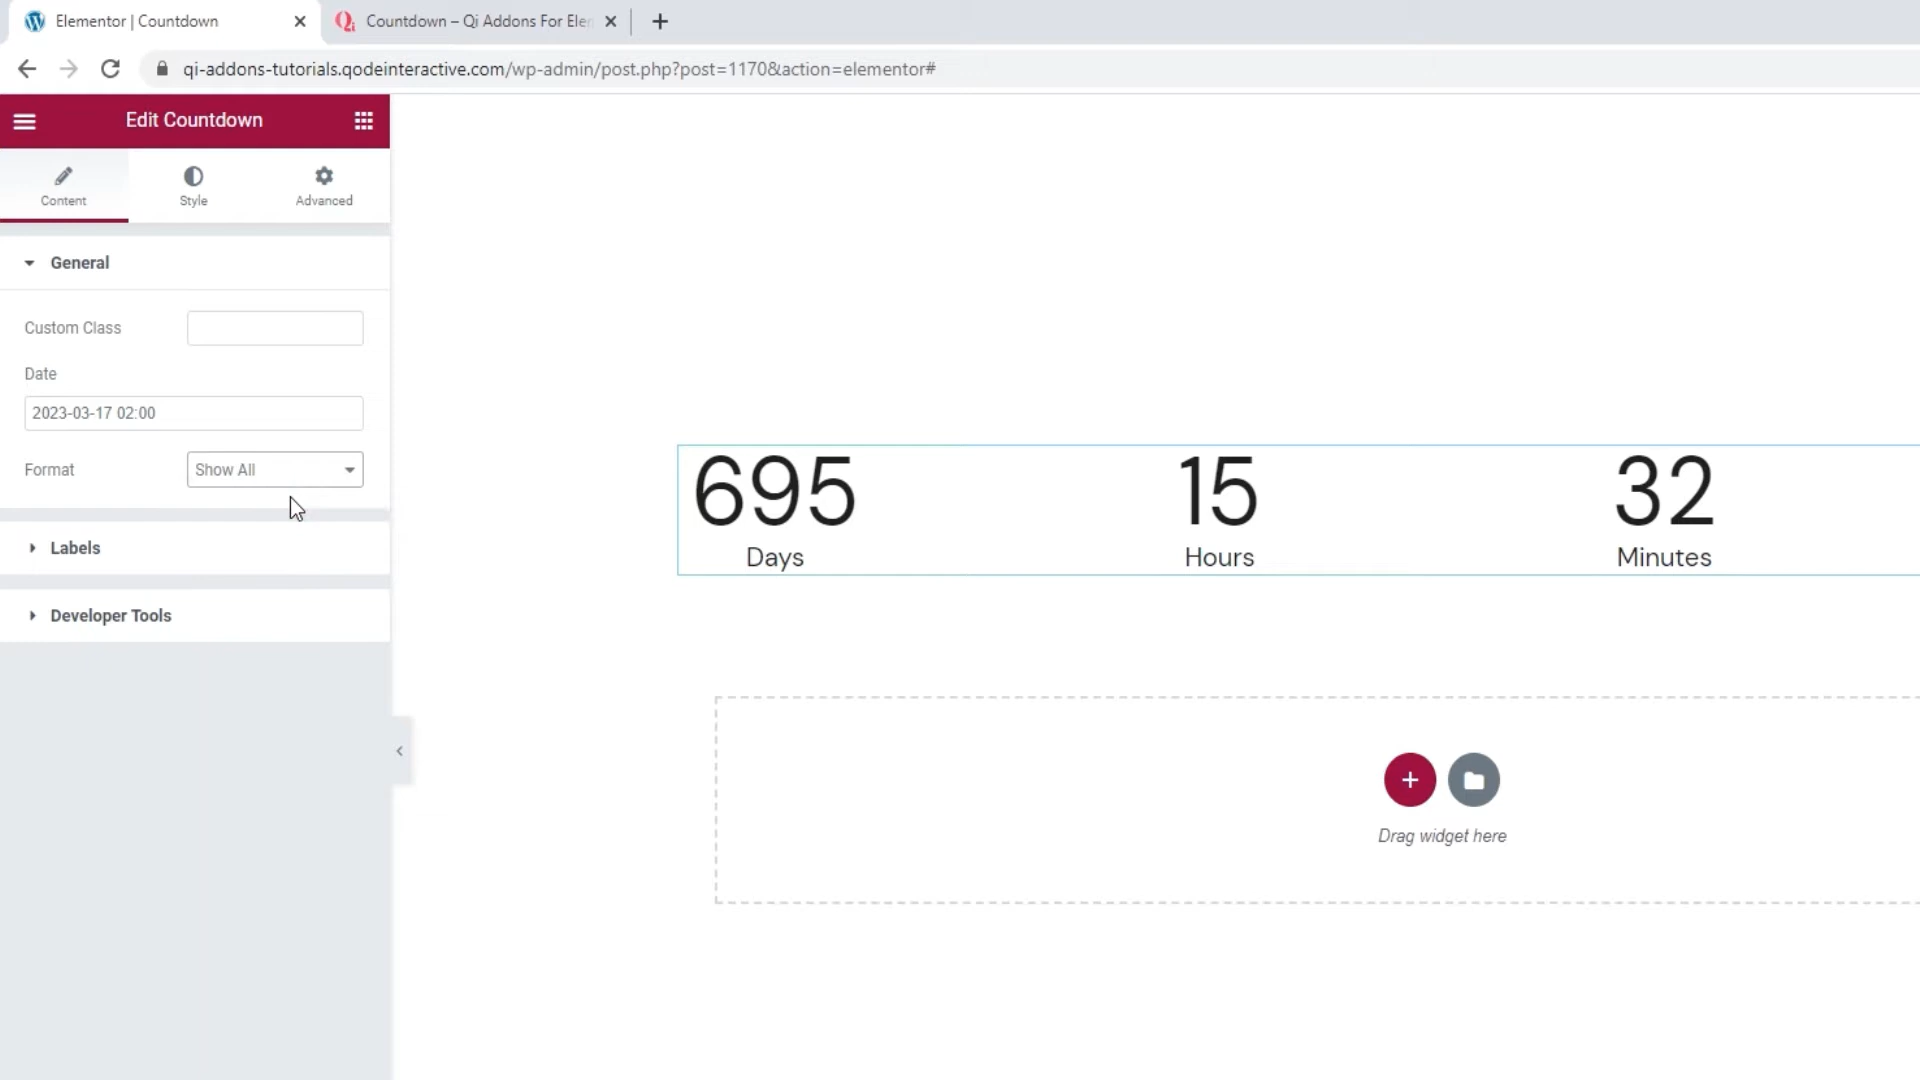 Elementor | Countdown
Countdown – Qi Addons For Elem
qi-addons-tutorials.qodeinteractive.com/wp-admin/post.php?post=1170&action=elementor#
Edit Countdown
Content
Style
Advanced
General
Custom Class
Date
2023-03-17 02:00
Format
Show All
Labels
Developer Tools
695
15
32
Days
Hours
Minutes
Drag widget here